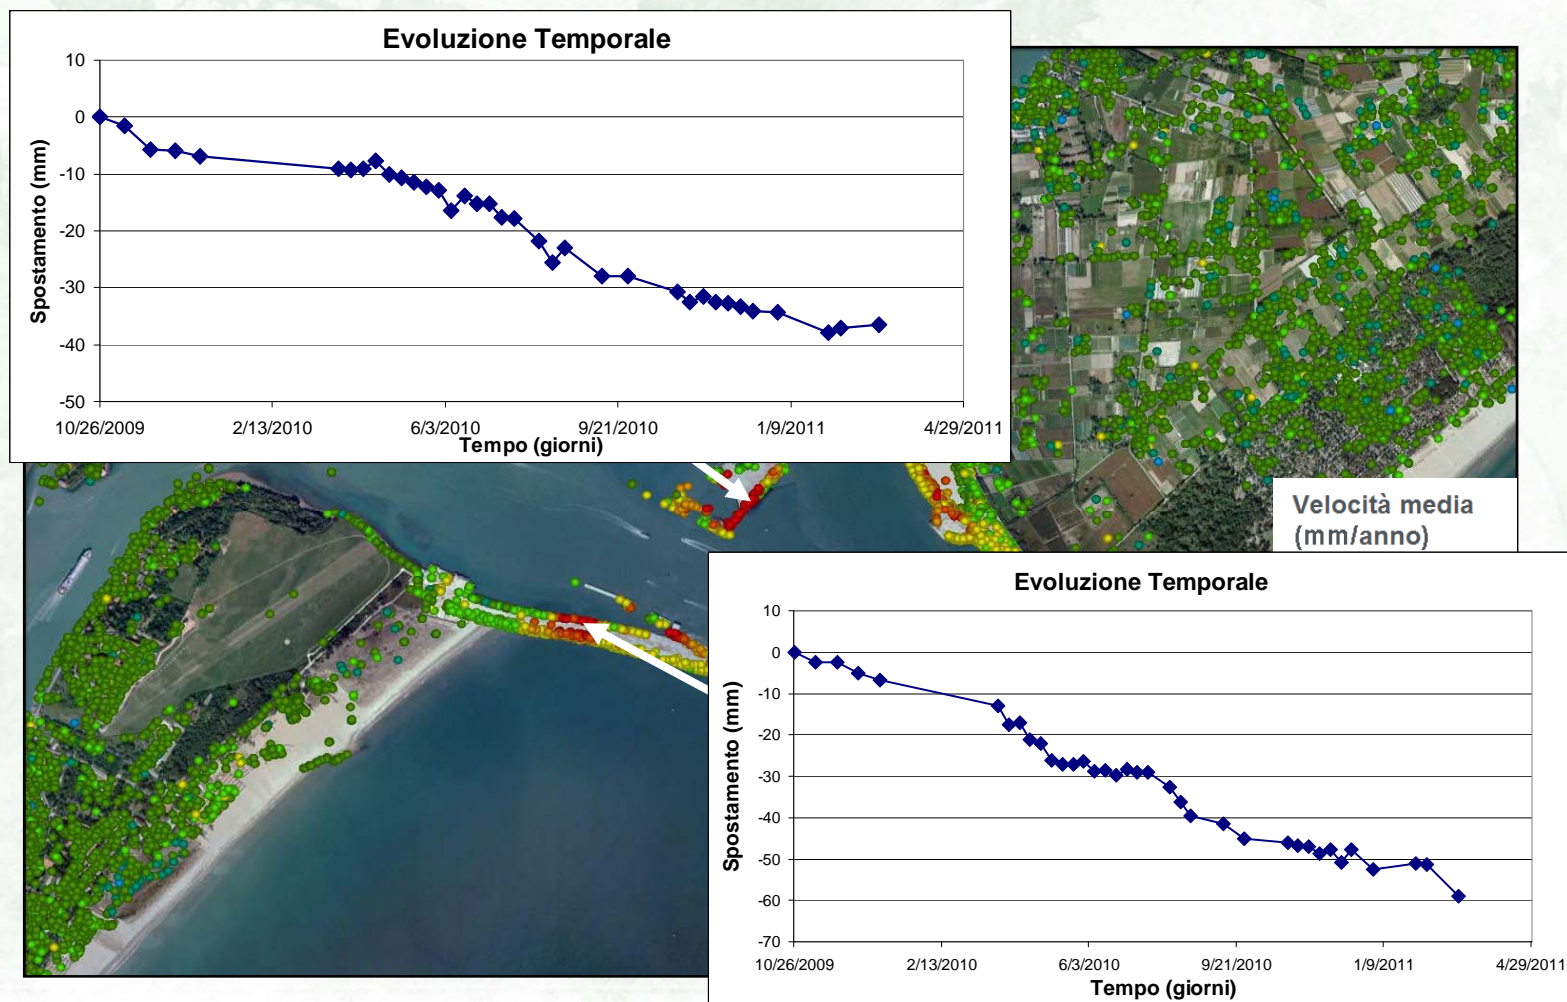 Evoluzione Temporale
10
0
-10
-20
-30
-40
-50
Spostamento (mm)
10/26/2009 2/13/2010 6/3/2010 9/21/2010 1/9/2011 4/29/2011
Tempo (giorni)
Velocità media
(mm/anno)
Evoluzione Temporale
10
0
-10
-20
-30
-40
-50
-60
-70
Spostamento (mm)
10/26/2009 2/13/2010 6/3/2010 9/21/2010 1/9/2011 4/29/2011
Tempo (giorni)